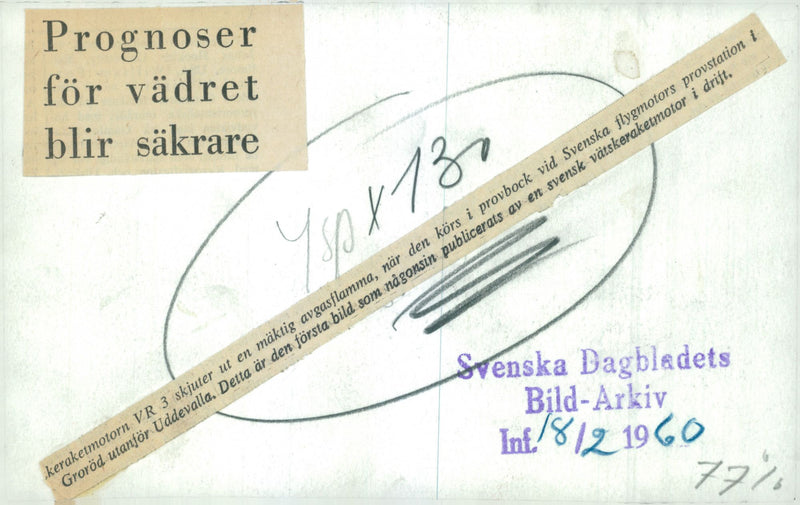 Prognoser
för vädret
blir säkrare
4sp x 130
.keraketmotorn VR 3 skjuter ut en mäktig avgasflamma, när den körs i provbock vid Svenska flygmotors provstation i
Groröd utanför Uddevalla. Detta är den första bild som någonsin publicerats av en svensk vätskeraketmotor i drift.
Svenska Dagbladets
Bild-Arkiv
Inf. 18/2 1960
77%